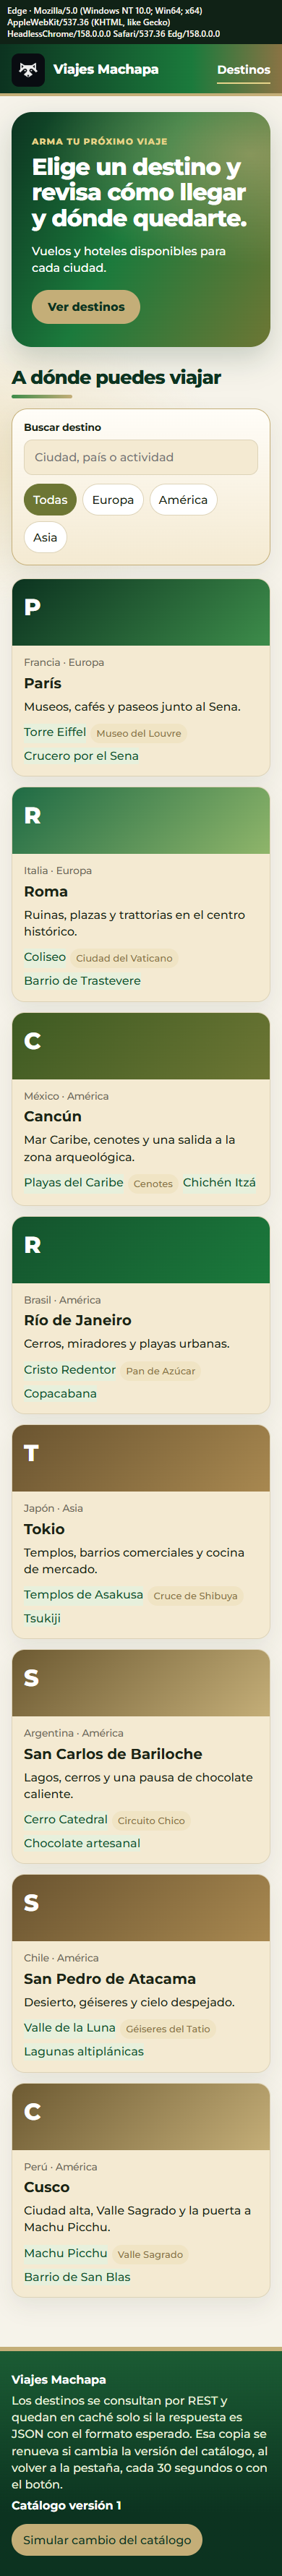 Edge · Mozilla/5.0 (Windows NT 10.0; Win64; x64)
AppleWebKit/537.36 (KHTML, like Gecko)
HeadlessChrome/158.0.0.0 Safari/537.36 Edg/158.0.0.0
Viajes Machapa
Destinos
ARMA TU PRÓXIMO VIAJE
Elige un destino y
revisa cómo llegar
y dónde quedarte.
Vuelos y hoteles disponibles para
cada ciudad.
Ver destinos
A dónde puedes viajar
Buscar destino
Ciudad, país o actividad
Todas Europa América
Asia
P
Francia · Europa
París
Museos, cafés y paseos junto al Sena.
Torre Eiffel Museo del Louvre
Crucero por el Sena
R
Italia · Europa
Roma
Ruinas, plazas y trattorias en el centro
histórico.
Coliseo Ciudad del Vaticano
Barrio de Trastevere
C
México · América
Cancún
Mar Caribe, cenotes y una salida a la
zona arqueológica.
Playas del Caribe Cenotes Chichén Itzá
R
Brasil · América
Río de Janeiro
Cerros, miradores y playas urbanas.
Cristo Redentor Pan de Azúcar
Copacabana
T
Japón · Asia
Tokio
Templos, barrios comerciales y cocina
de mercado.
Templos de Asakusa Cruce de Shibuya
Tsukiji
S
Argentina · América
San Carlos de Bariloche
Lagos, cerros y una pausa de chocolate
caliente.
Cerro Catedral Circuito Chico
Chocolate artesanal
S
Chile · América
San Pedro de Atacama
Desierto, géiseres y cielo despejado.
Valle de la Luna Géiseres del Tatio
Lagunas altiplánicas
C
Perú · América
Cusco
Ciudad alta, Valle Sagrado y la puerta a
Machu Picchu.
Machu Picchu Valle Sagrado
Barrio de San Blas
Viajes Machapa
Los destinos se consultan por REST y
quedan en caché solo si la respuesta es
JSON con el formato esperado. Esa copia se
renueva si cambia la versión del catálogo, al
volver a la pestaña, cada 30 segundos o con
el botón.
Catálogo versión 1
Simular cambio del catálogo